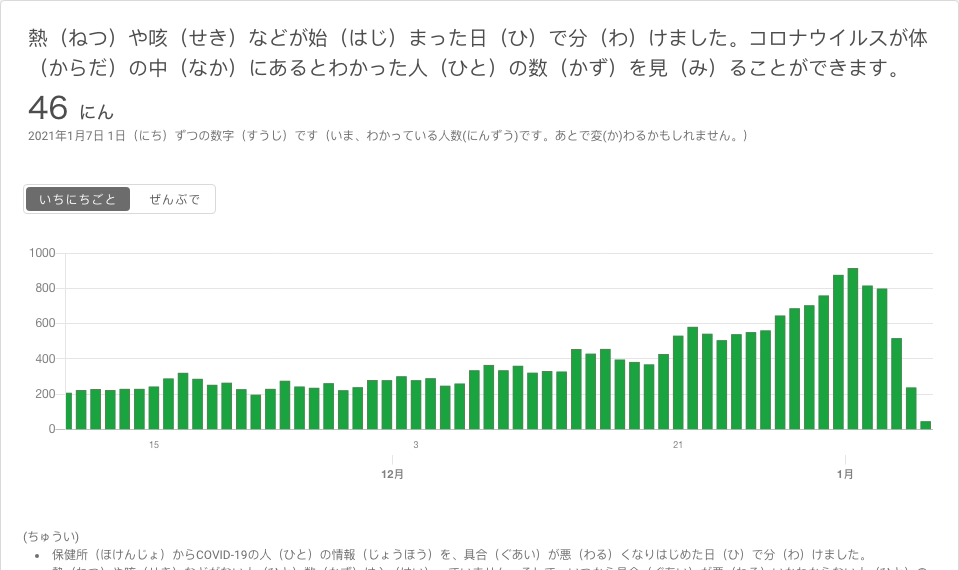 熱（ねつ）や咳（せき）などが始（はじ）まった日（ひ）で分（わ）けました。コロナウイルスが体
（からだ）の中（なか）にあるとわかった人（ひと）の数（かず）を見（み）ることができます。
46 にん
2021年1月7日 1日（にち）ずつの数字（すうじ）です（いま、わかっている人数(にんずう)です。あとで変(か)わるかもしれません。）
いちにちごと ぜんぶで
1000
800
600
400
200
0
15 3 21
12月 1月
(ちゅうい)
• 保健所（ほけんじょ）からCOVID-19の人（ひと）の情報（じょうほう）を、具合（ぐあい）が悪（わる）くなりはじめた日（ひ）で分（わ）けました。